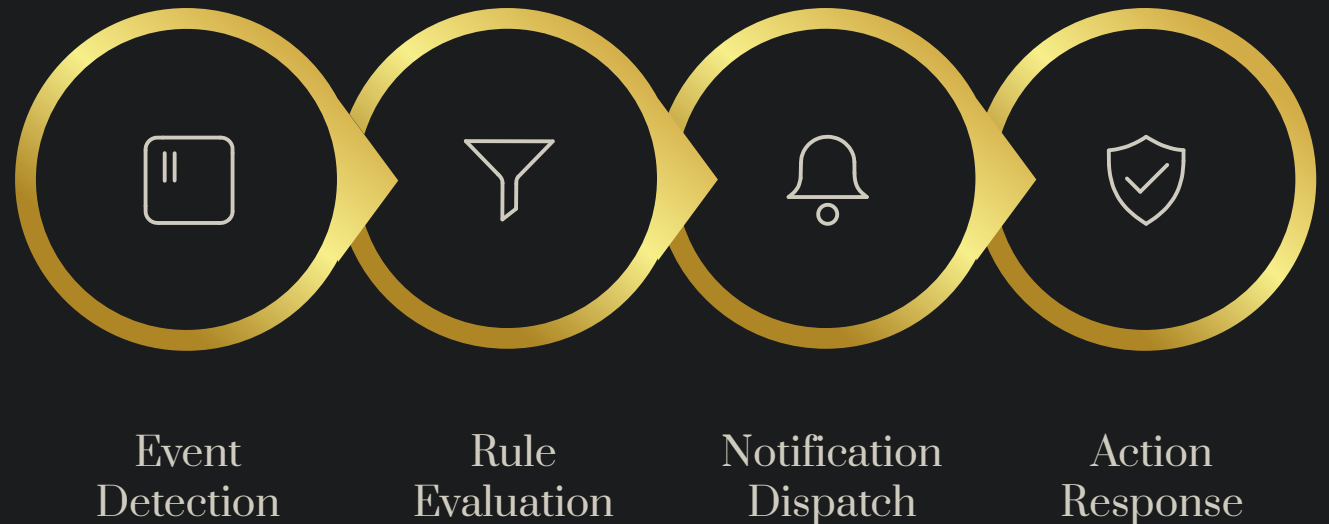 Event
Detection
Rule
Evaluation
Notification
Dispatch
Action
Response